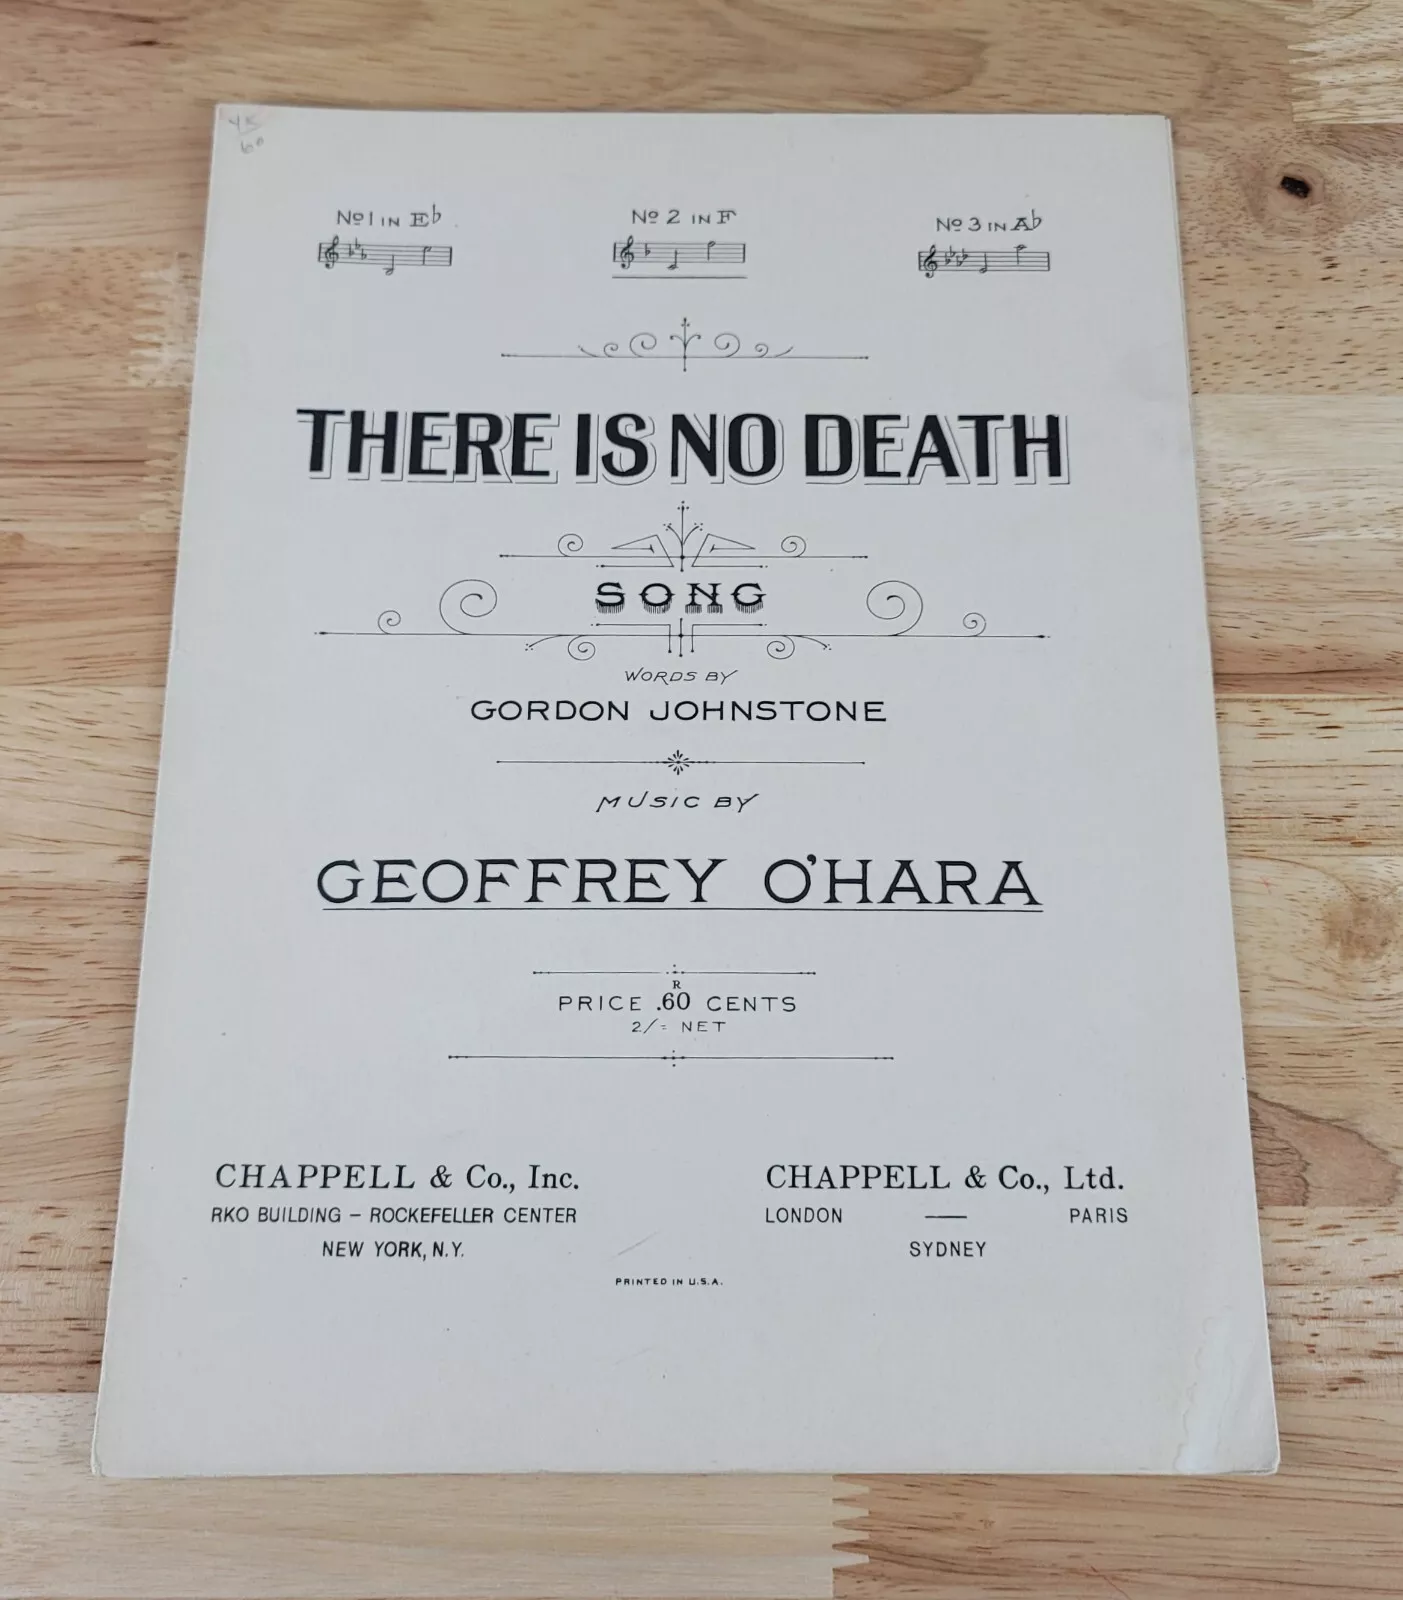 60
No 1 IN E♭
No 2 IN F
No 3 IN A♭
THERE IS NO DEATH
SONG
WORDS BY
GORDON JOHNSTONE
MUSIC BY
GEOFFREY O'HARA
R
PRICE .60 CENTS
2/= NET
CHAPPELL & Co., Inc.
RKO BUILDING – ROCKEFELLER CENTER
NEW YORK, N.Y.
CHAPPELL & Co., Ltd.
LONDON — PARIS
SYDNEY
PRINTED IN U.S.A.